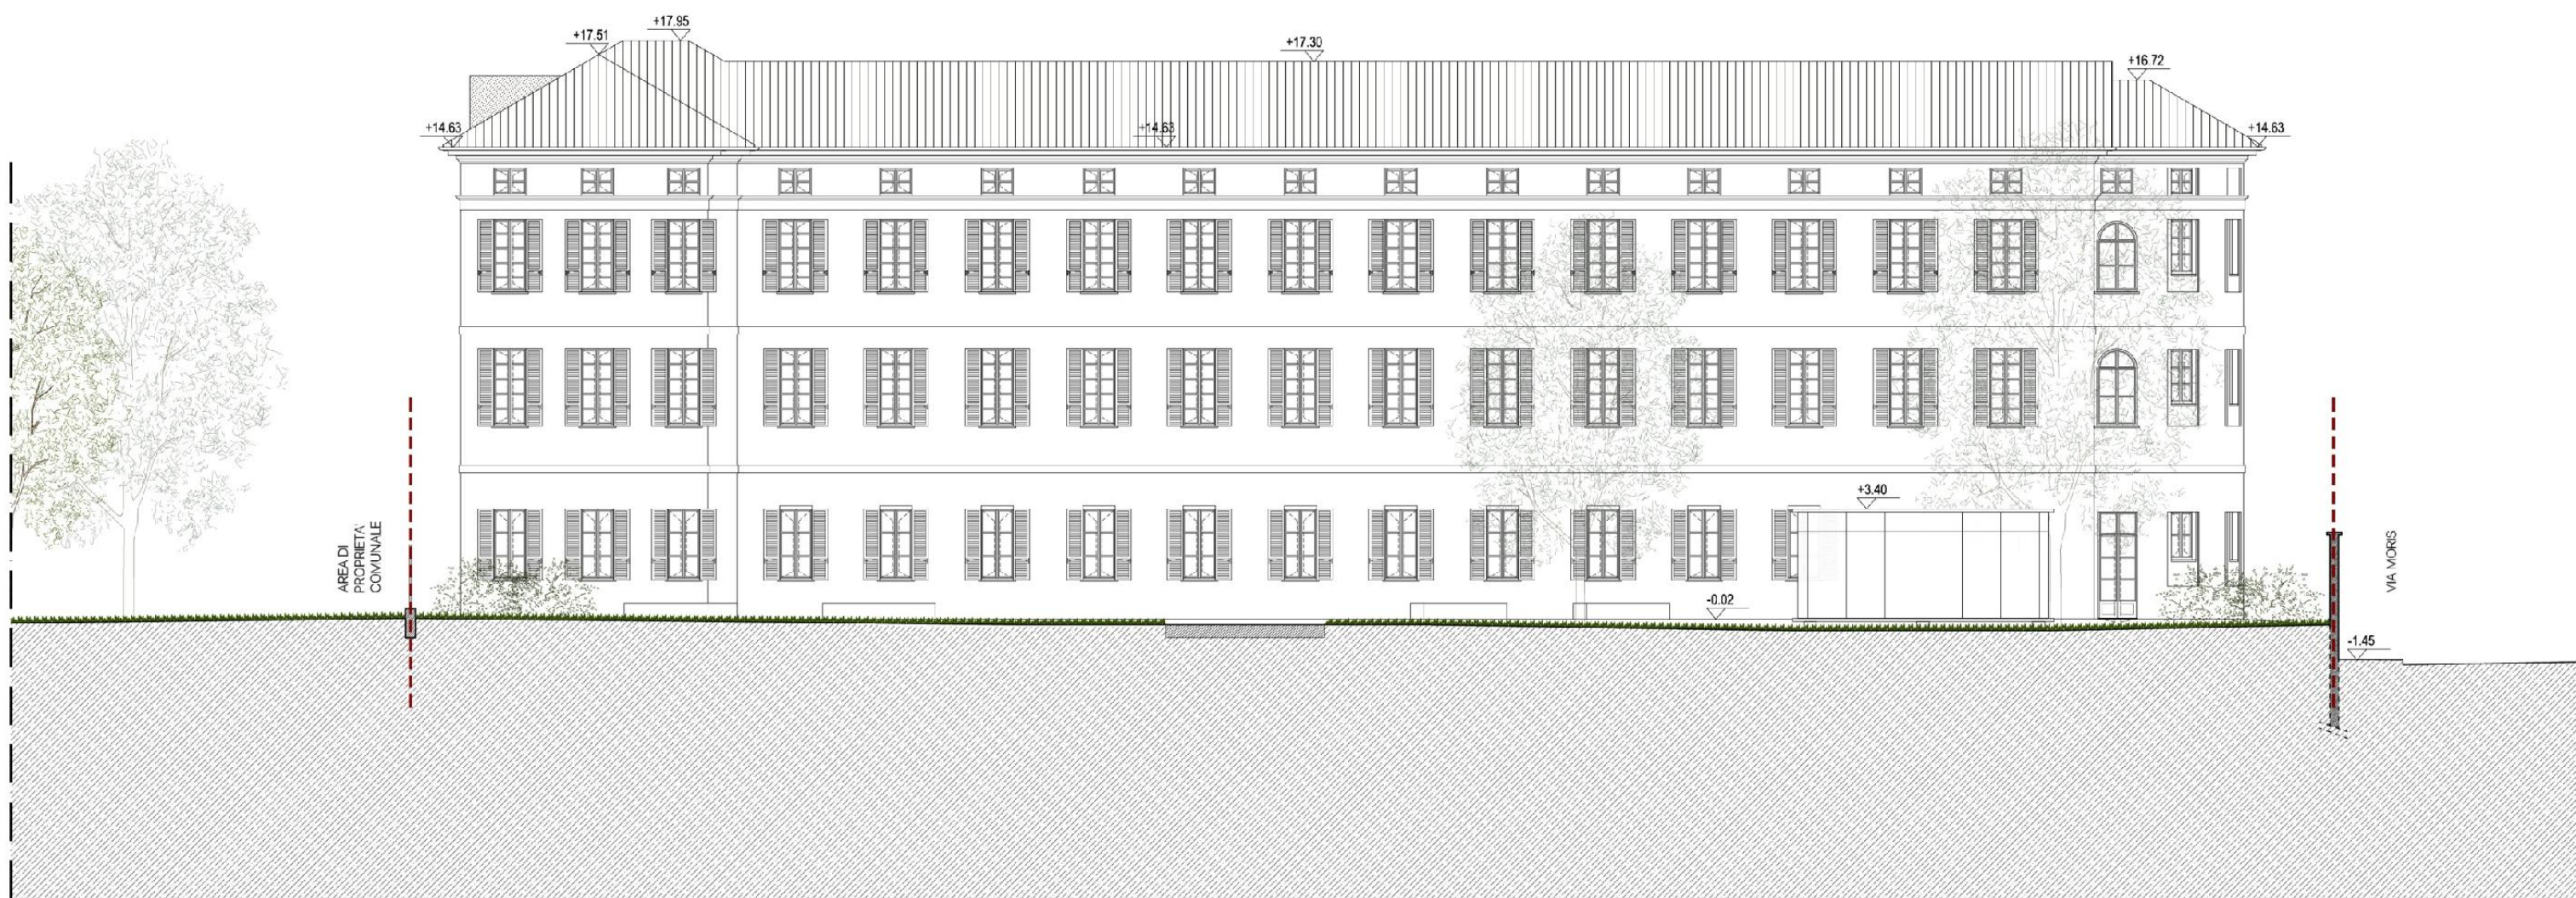 +17.95
+17.51
+17.30
+16.72
+14.63
+14.63
+14.63
+3.40
-0.02
-1.45
AREA DI
PROPRIETA'
COMUNALE
VIA MORIS